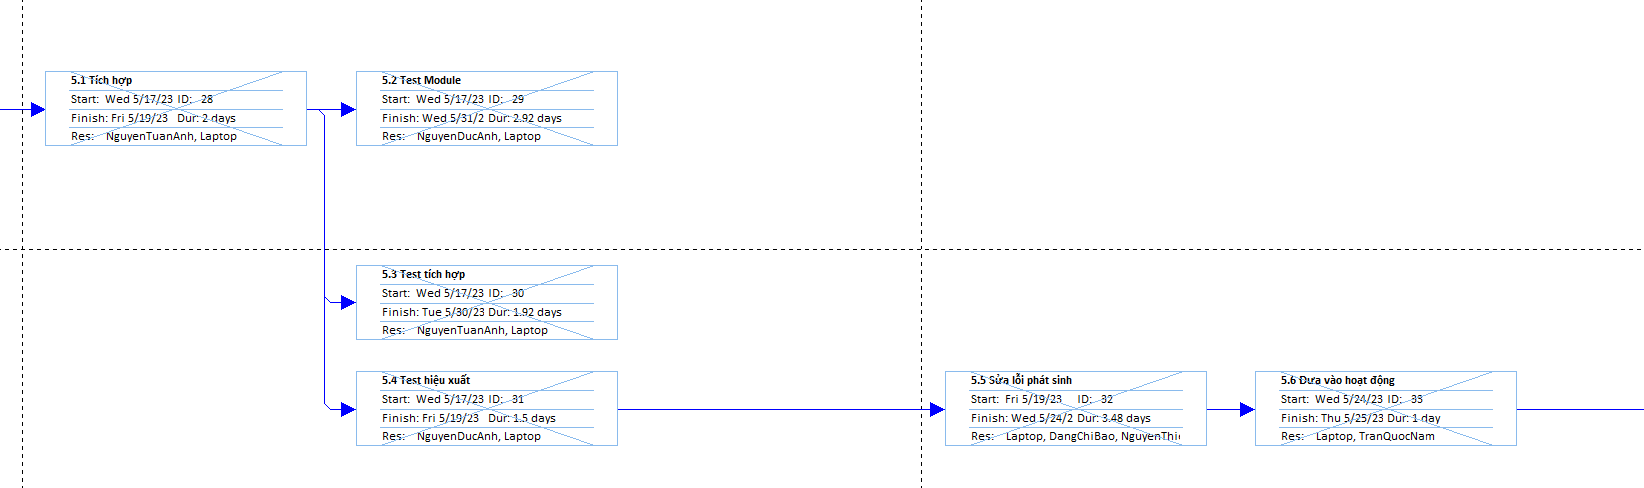 5.1 Tích hợp
Start: Wed 5/17/23 ID: 28
Finish: Fri 5/19/23 Dur: 2 days
Res: NguyenTuanAnh, Laptop
5.2 Test Module
Start: Wed 5/17/23 ID: 29
Finish: Wed 5/31/2 Dur: 2.92 days
Res: NguyenDucAnh, Laptop
5.3 Test tích hợp
Start: Wed 5/17/23 ID: 30
Finish: Tue 5/30/23 Dur: 1.92 days
Res: NguyenTuanAnh, Laptop
5.4 Test hiệu xuất
Start: Wed 5/17/23 ID: 31
Finish: Fri 5/19/23 Dur: 1.5 days
Res: NguyenDucAnh, Laptop
5.5 Sửa lỗi phát sinh
Start: Fri 5/19/23 ID: 32
Finish: Wed 5/24/2 Dur: 3.48 days
Res: Laptop, DangChiBao, NguyenThi
5.6 Đưa vào hoạt động
Start: Wed 5/24/23 ID: 33
Finish: Thu 5/25/23 Dur: 1 day
Res: Laptop, TranQuocNam